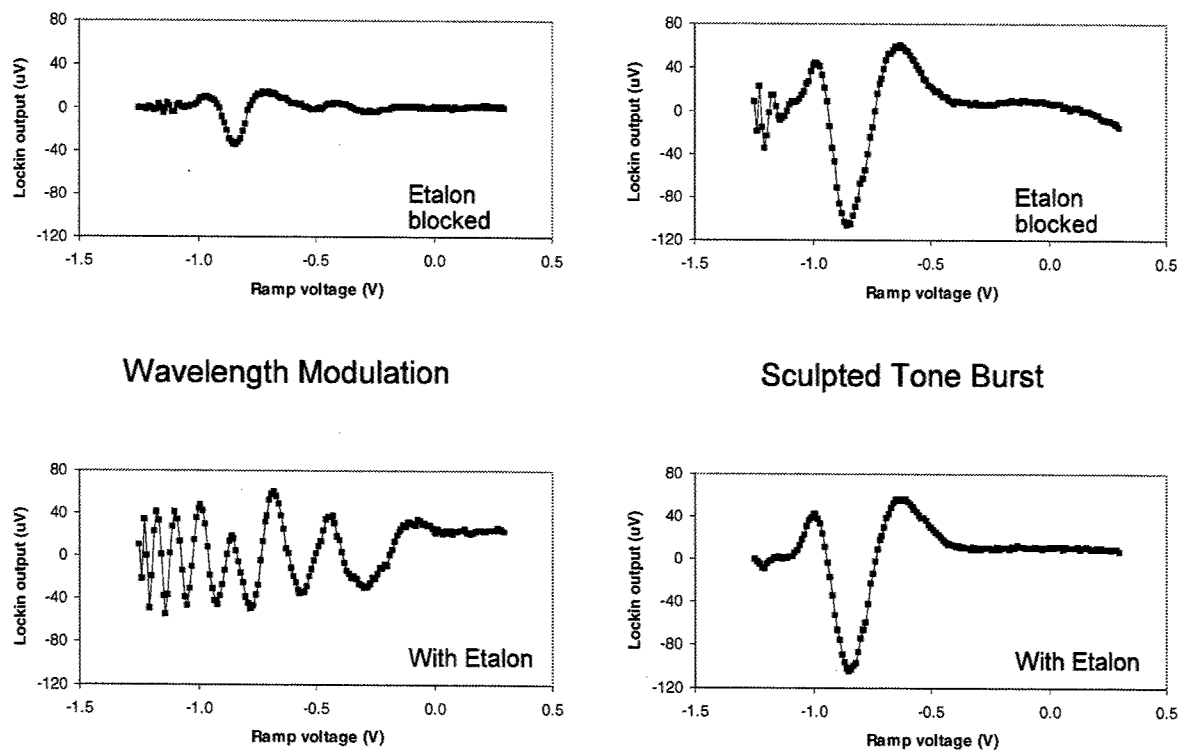 80
40
0
-40
-80
-120
Lockin output (uV)
Etalon
blocked
-1.5
-1.0
-0.5
0.0
0.5
Ramp voltage (V)
80
40
0
-40
-80
-120
Lockin output (uV)
Etalon
blocked
-1.5
-1.0
-0.5
0.0
0.5
Ramp voltage (V)
Wavelength Modulation
Sculpted Tone Burst
80
40
0
-40
-80
-120
Lockin output (uV)
With Etalon
-1.5
-1.0
-0.5
0.0
0.5
Ramp voltage (V)
80
40
0
-40
-80
-120
Lockin output (uV)
With Etalon
-1.5
-1.0
-0.5
0.0
0.5
Ramp voltage (V)